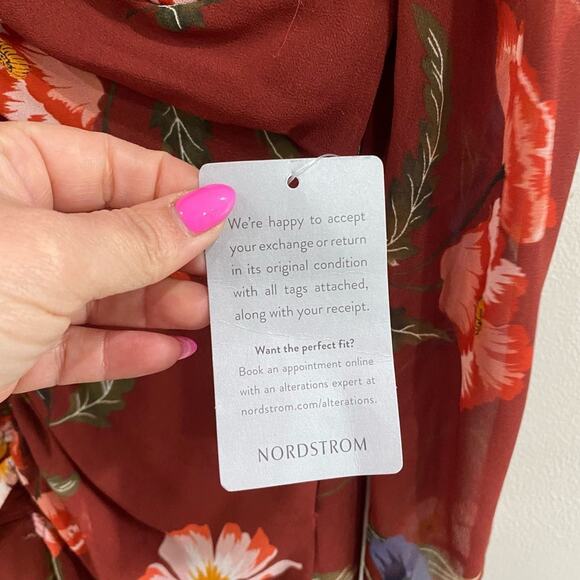 We're happy to accept
your exchange or return
in its original condition
with all tags attached,
along with your receipt.
Want the perfect fit?
Book an appointment online
with an alterations expert at
nordstrom.com/alterations.
NORDSTROM